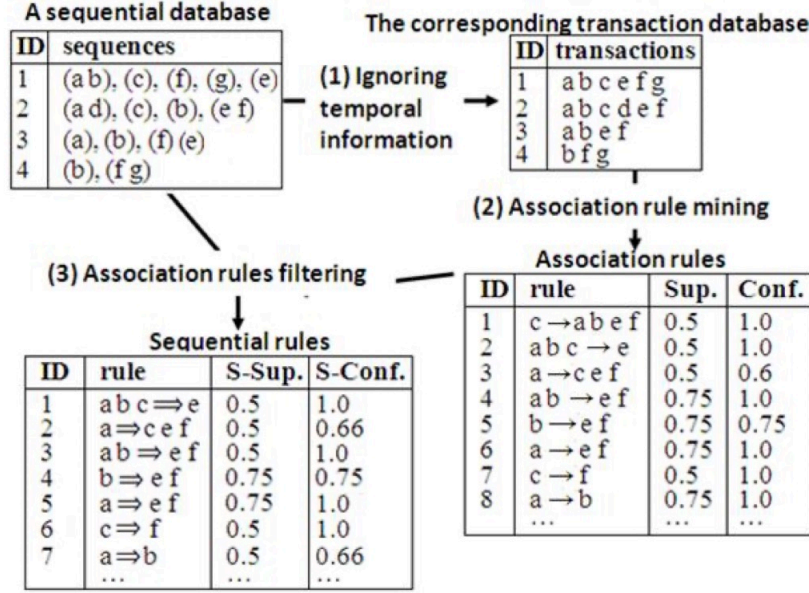 A sequential database
ID sequences
1 (a b), (c), (f), (g), (e)
2 (a d), (c), (b), (e f)
3 (a), (b), (f) (e)
4 (b), (f g)
(1) Ignoring
temporal
information
The corresponding transaction database
ID transactions
1 a b c e f g
2 a b c d e f
3 a b e f
4 b f g
(2) Association rule mining
(3) Association rules filtering
Association rules
ID rule Sup. Conf.
1 c → a b e f 0.5 1.0
2 a b c → e 0.5 1.0
3 a → c e f 0.5 0.6
4 a b → e f 0.75 1.0
5 b → e f 0.75 0.75
6 a → e f 0.75 1.0
7 c → f 0.5 1.0
8 a → b 0.75 1.0
... ... ...
Sequential rules
ID rule S-Sup. S-Conf.
1 a b c ⇒ e 0.5 1.0
2 a ⇒ c e f 0.5 0.66
3 a b ⇒ e f 0.5 1.0
4 b ⇒ e f 0.75 0.75
5 a ⇒ e f 0.75 1.0
6 c ⇒ f 0.5 1.0
7 a ⇒ b 0.5 0.66
... ... ...